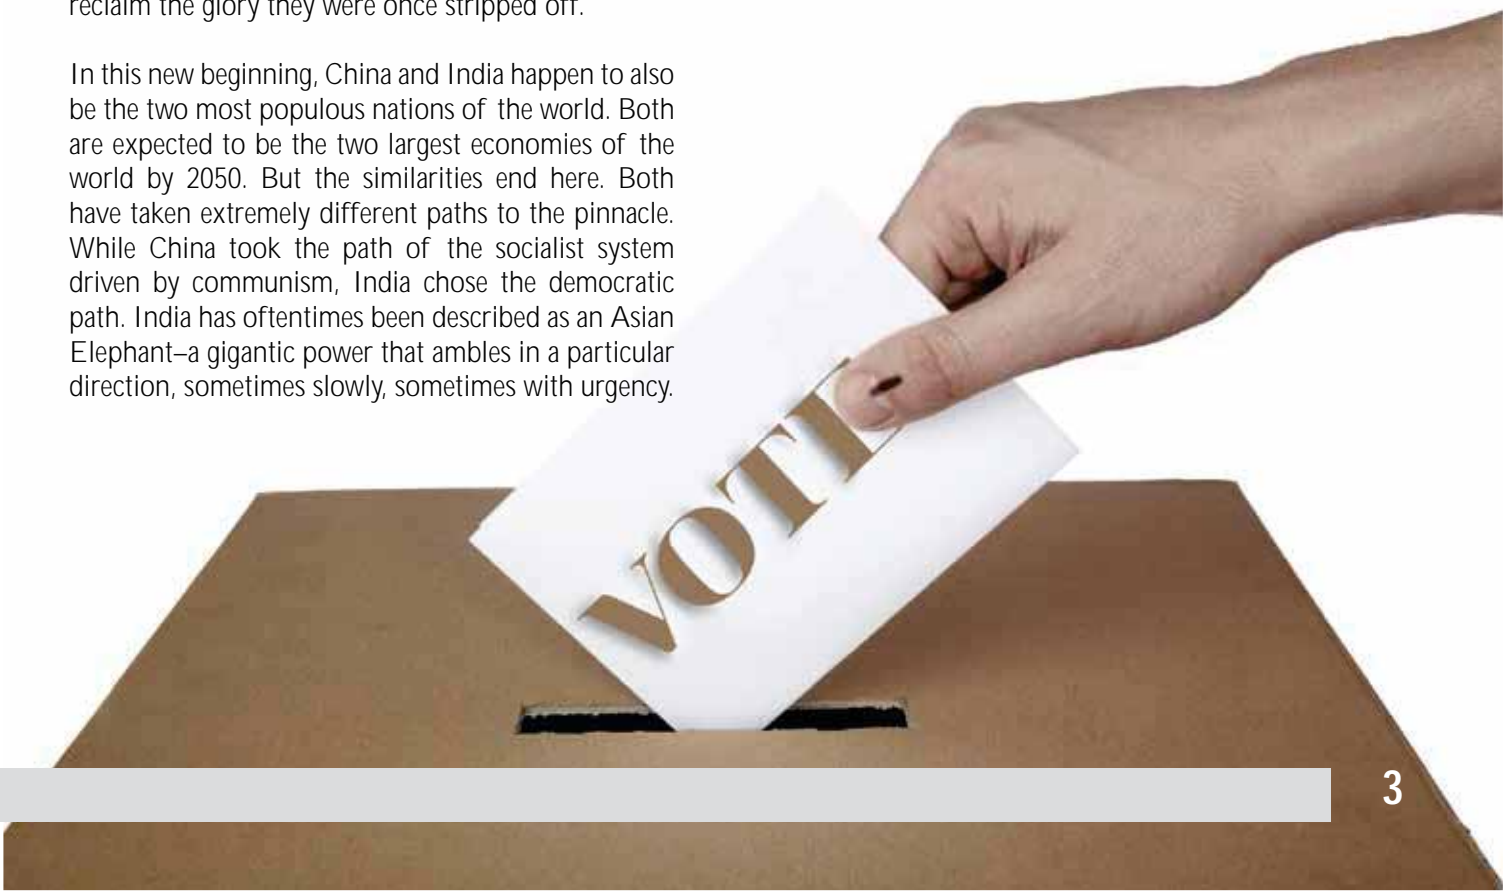 reclaim the glory they were once stripped off.
In this new beginning, China and India happen to also
be the two most populous nations of the world. Both
are expected to be the two largest economies of the
world by 2050. But the similarities end here. Both
have taken extremely different paths to the pinnacle.
While China took the path of the socialist system
driven by communism, India chose the democratic
path. India has oftentimes been described as an Asian
Elephant–a gigantic power that ambles in a particular
direction, sometimes slowly, sometimes with urgency.
VOTE
3